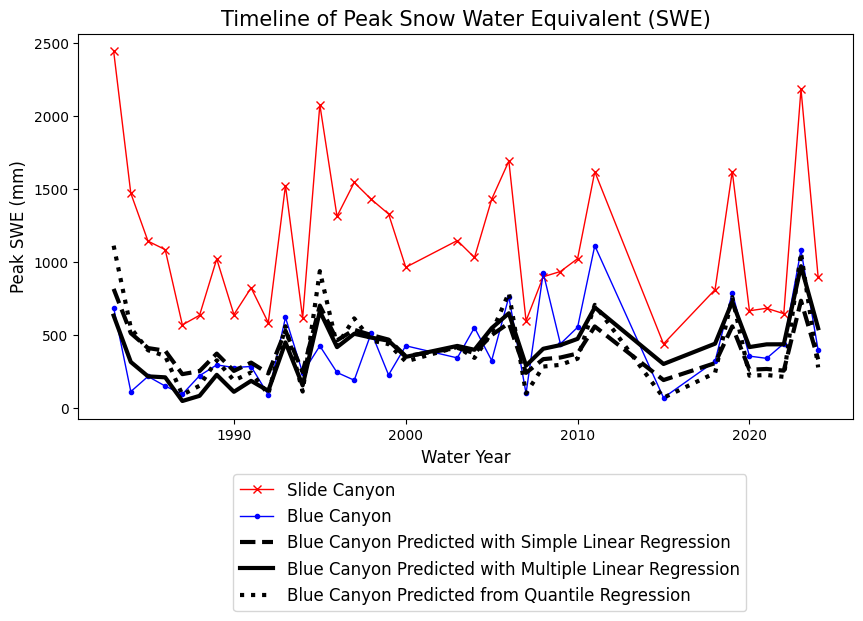 Timeline of Peak Snow Water Equivalent (SWE)
2500
2000
1500
1000
500
0
Peak SWE (mm)
1990 2000 2010 2020
Water Year
Slide Canyon
Blue Canyon
Blue Canyon Predicted with Simple Linear Regression
Blue Canyon Predicted with Multiple Linear Regression
Blue Canyon Predicted from Quantile Regression